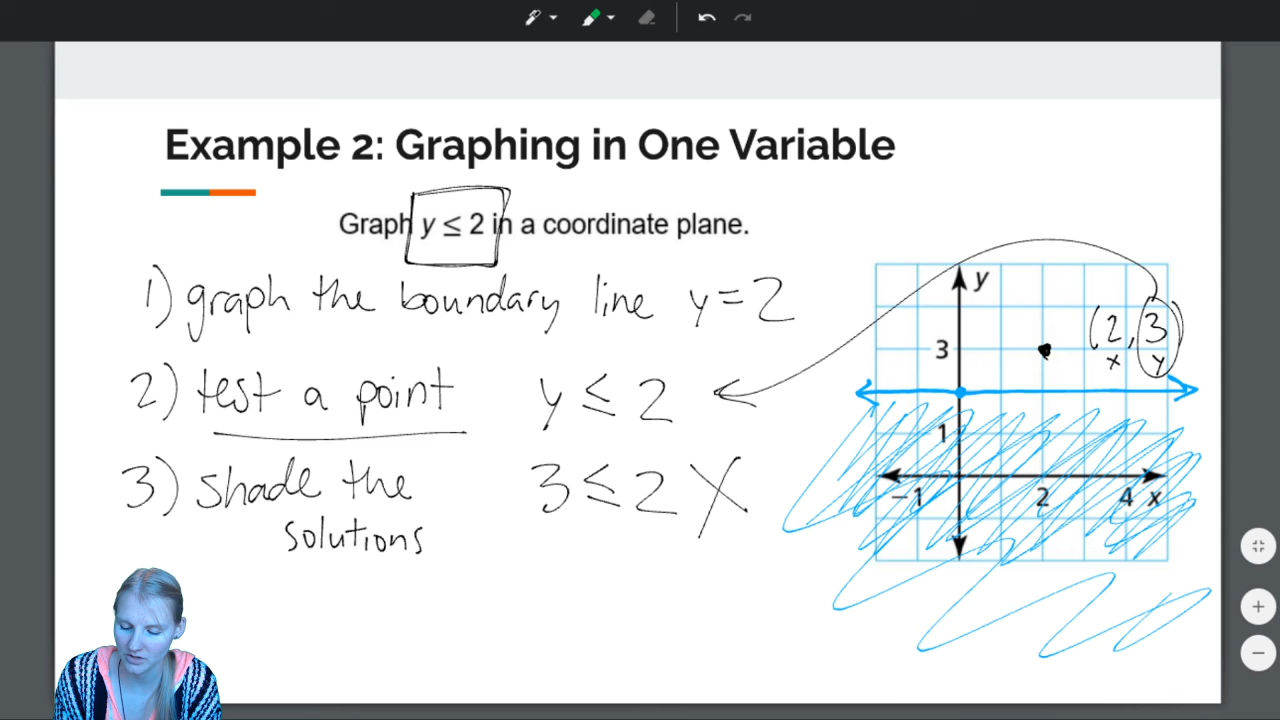 Example 2: Graphing in One Variable
Graph y ≤ 2 in a coordinate plane.
1) graph the boundary line y = 2
2) test a point y ≤ 2
3) shade the 3 ≤ 2 X
solutions
y
(2, 3)
x y
3
1
-1 2 4 x